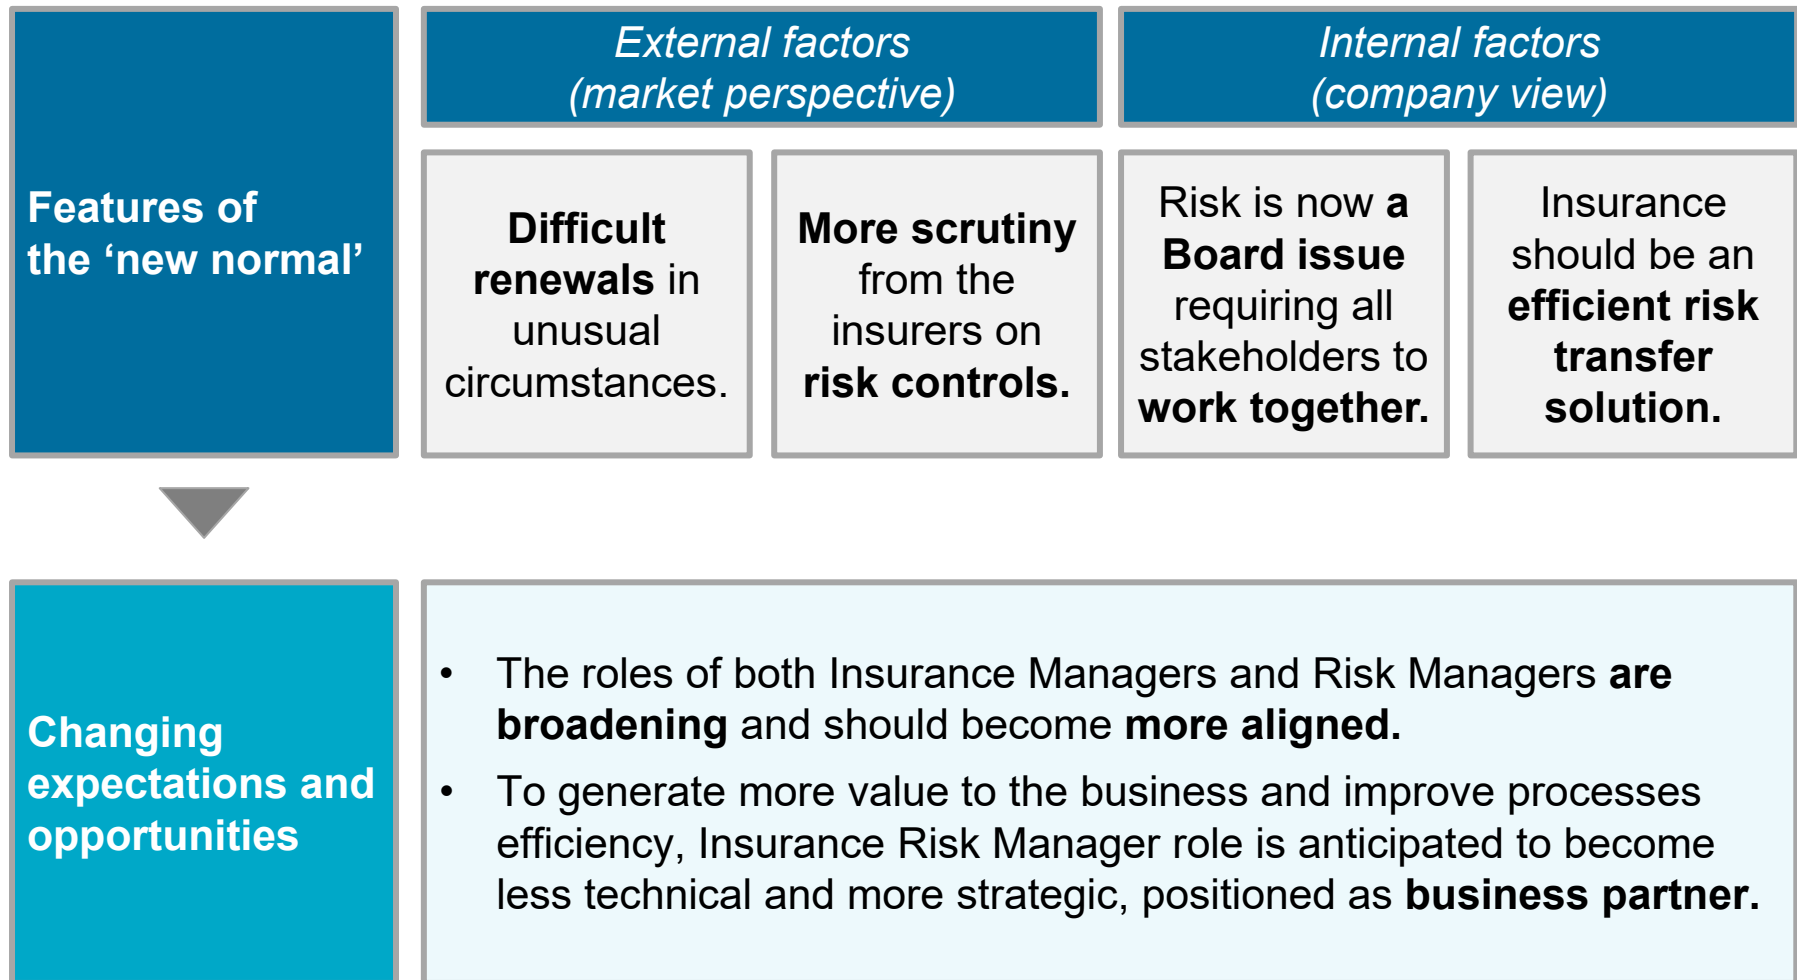 External factors
(market perspective)
Internal factors
(company view)
Features of
the ‘new normal’
Difficult
renewals in
unusual
circumstances.
More scrutiny
from the
insurers on
risk controls.
Risk is now a
Board issue
requiring all
stakeholders to
work together.
Insurance
should be an
efficient risk
transfer
solution.
Changing
expectations and
opportunities
• The roles of both Insurance Managers and Risk Managers are
broadening and should become more aligned.
• To generate more value to the business and improve processes
efficiency, Insurance Risk Manager role is anticipated to become
less technical and more strategic, positioned as business partner.